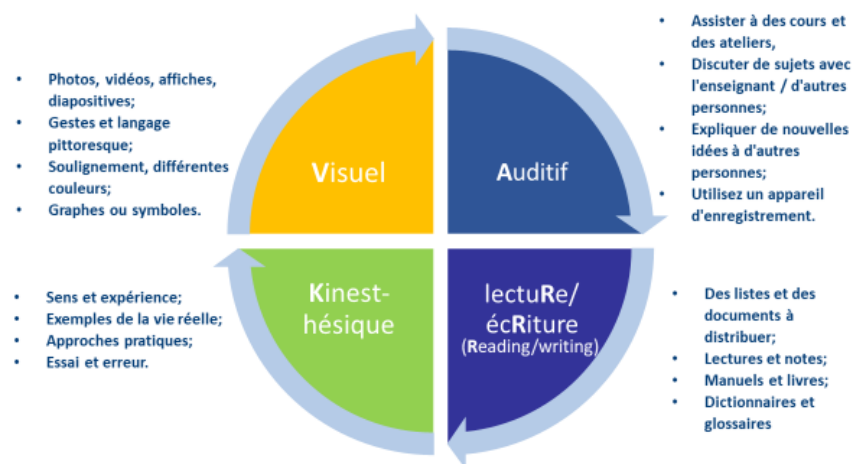 • Photos, vidéos, affiches,
diapositives;
• Gestes et langage
pittoresque;
• Soulignement, différentes
couleurs;
• Graphes ou symboles.
Visuel
Auditif
• Assister à des cours et
des ateliers,
• Discuter de sujets avec
l'enseignant / d'autres
personnes;
• Expliquer de nouvelles
idées à d'autres
personnes;
• Utilisez un appareil
d'enregistrement.
• Sens et expérience;
• Exemples de la vie réelle;
• Approches pratiques;
• Essai et erreur.
Kinest-
hésique
lectuRe/
écRiture
(Reading/writing)
• Des listes et des
documents à
distribuer;
• Lectures et notes;
• Manuels et livres;
• Dictionnaires et
glossaires